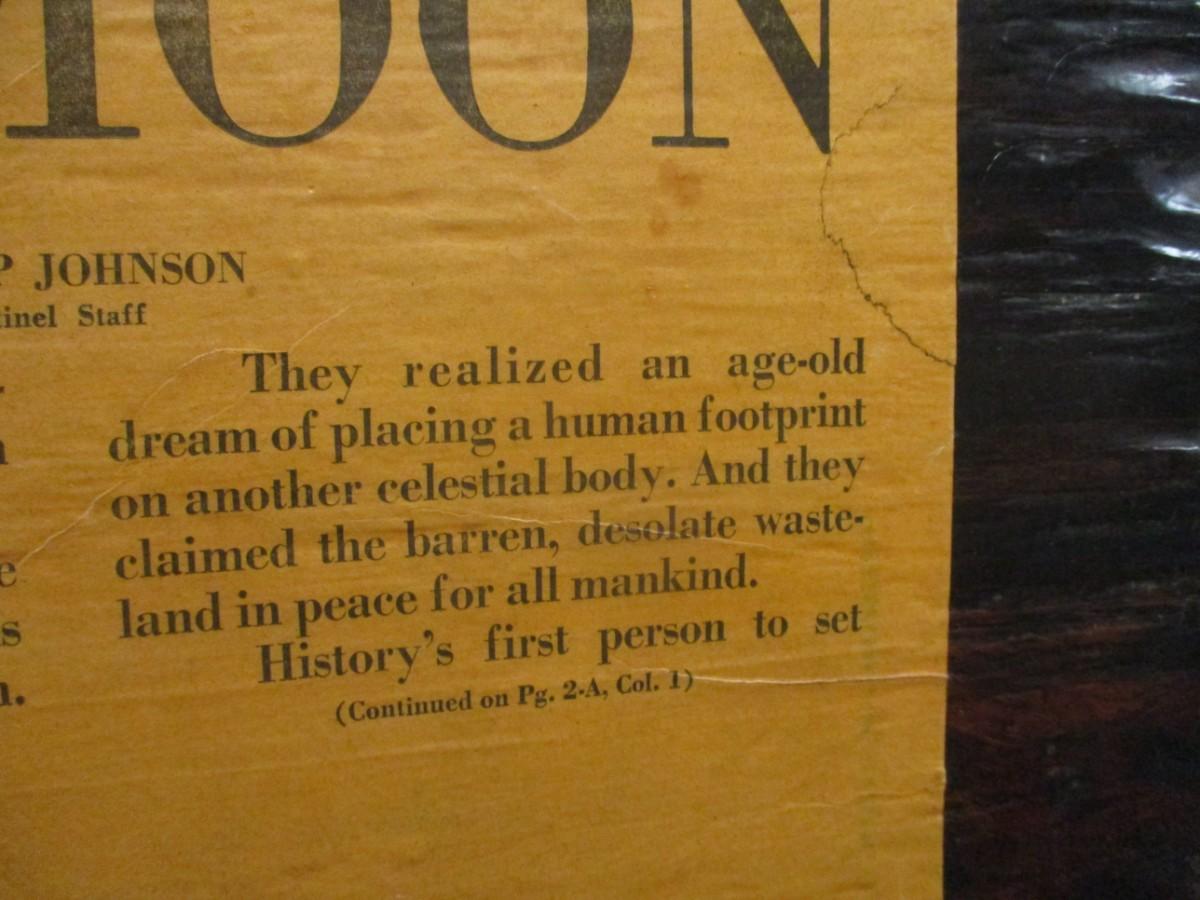 MOON
P JOHNSON
tinel Staff
They realized an age-old
dream of placing a human footprint
on another celestial body. And they
claimed the barren, desolate waste-
land in peace for all mankind.
History's first person to set
(Continued on Pg. 2-A, Col. 1)